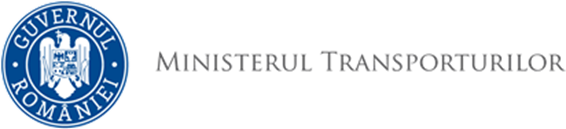 GUVERNUL
ROMÂNIEI
MINISTERUL TRANSPORTURILOR